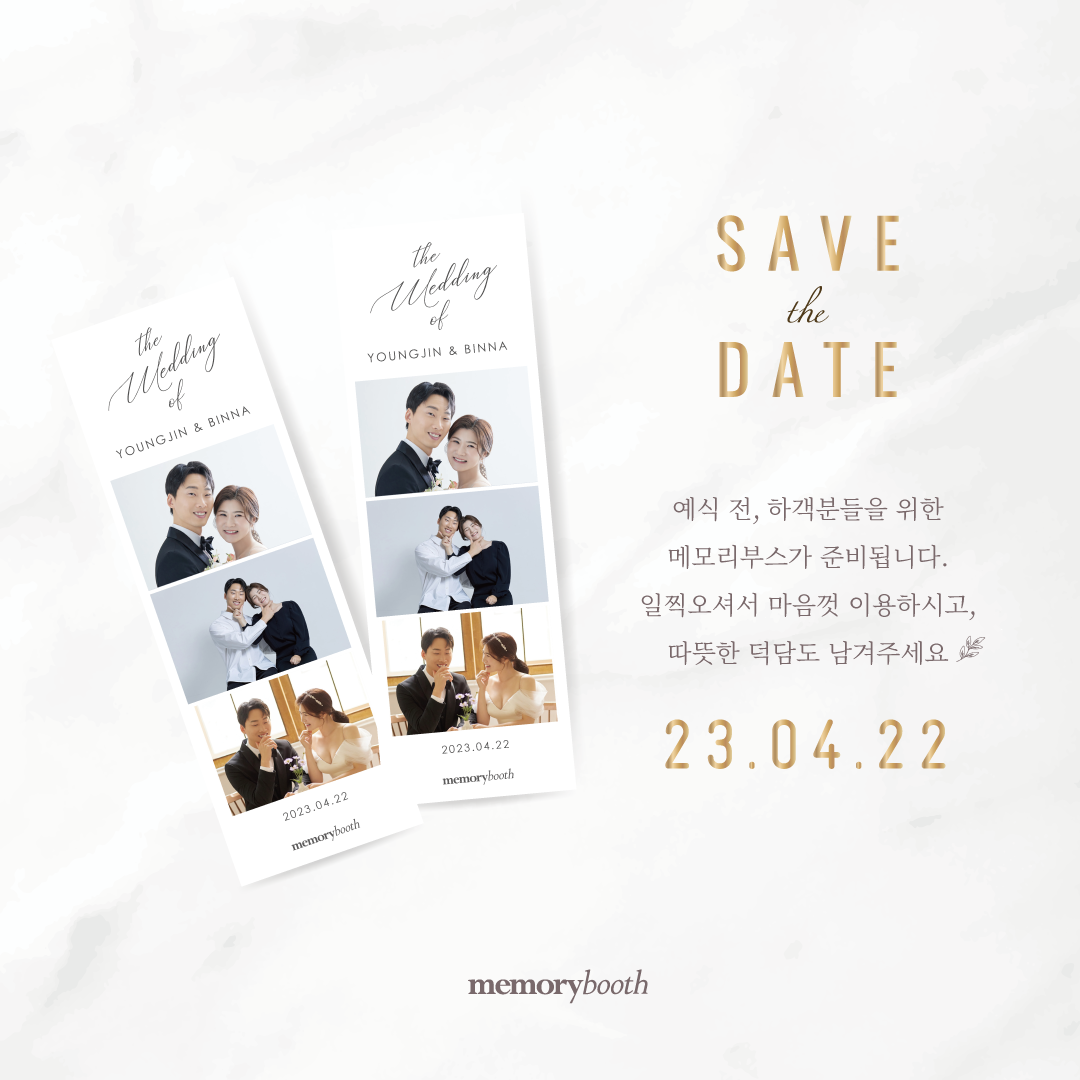 the
Wedding
of
YOUNGJIN & BINNA
2023.04.22
memorybooth
the
Wedding
of
YOUNGJIN & BINNA
2023.04.22
memorybooth
SAVE
the
DATE
예식 전, 하객분들을 위한
메모리부스가 준비됩니다.
일찍오셔서 마음껏 이용하시고,
따뜻한 덕담도 남겨주세요
23.04.22
memorybooth